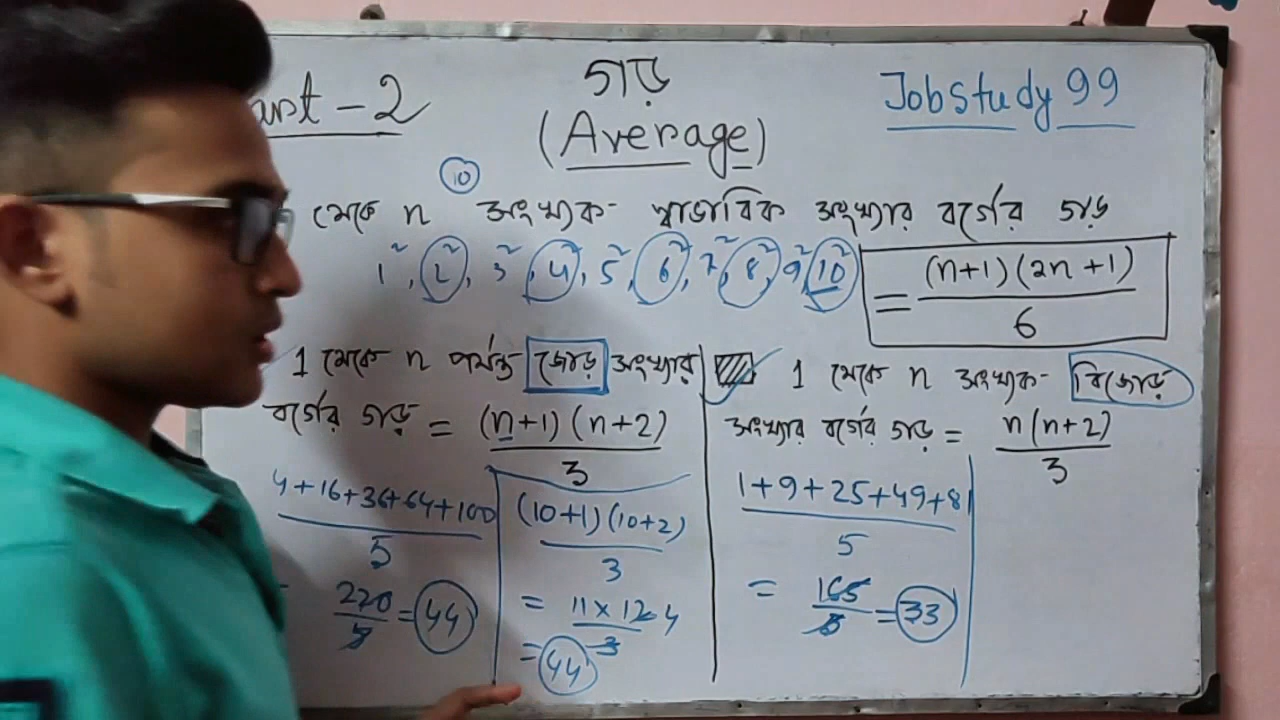 গড়
Part - 2
JobStudy 99
(Average)
10
থেকে n সংখ্যক স্বাভাবিক সংখ্যার বর্গের গড়
1², 2², 3², 4², 5², 6², 7², 8², 9², 10²
= (n+1)(2n+1) / 6
1 থেকে n পর্যন্ত জোড় সংখ্যার
বর্গের গড় = (n+1)(n+2) / 3
4+16+36+64+100 / 5
= 220 / 5 = 44
(10+1)(10+2) / 3
= 11 × 12 4 / 3
= 44
1 থেকে n সংখ্যক বিজোড়
সংখ্যার বর্গের গড় = n(n+2) / 3
1+9+25+49+81 / 5
= 165 / 5 = 33